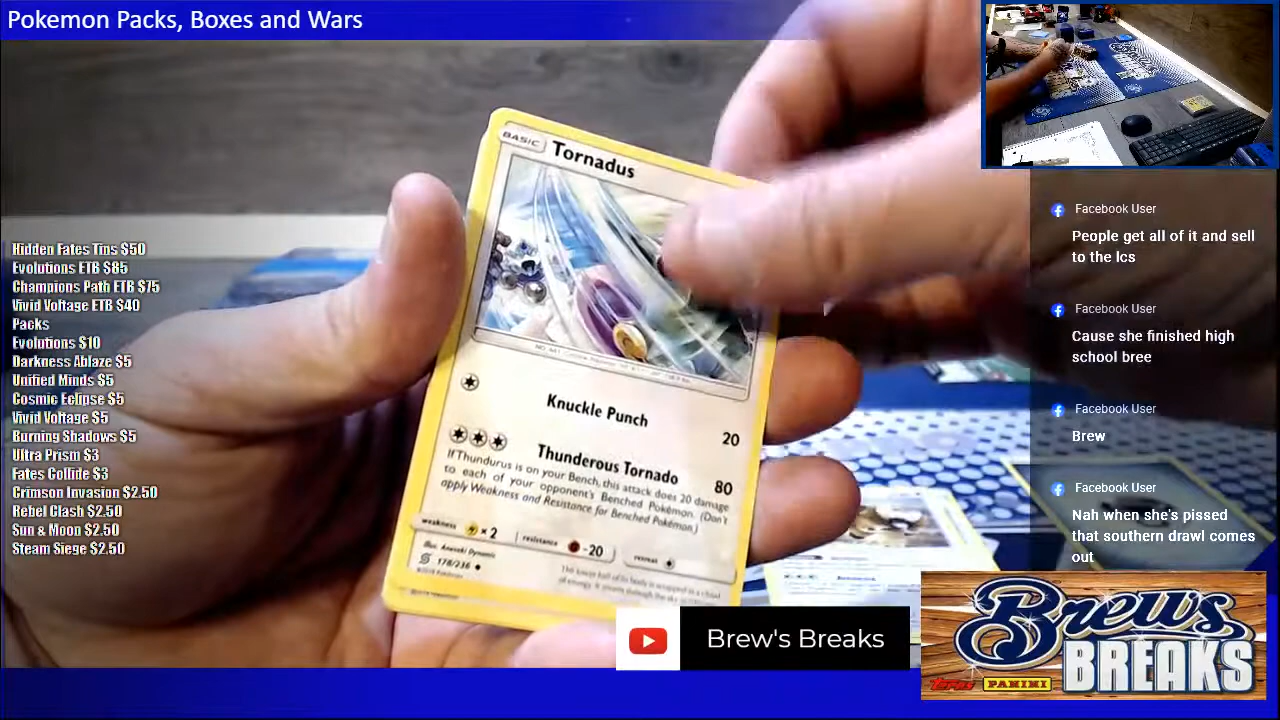 Pokemon Packs, Boxes and Wars
Hidden Fates Tins $50
Evolutions ETB $85
Champions Path ETB $75
Vivid Voltage ETB $40
Packs
Evolutions $10
Darkness Ablaze $5
Unified Minds $5
Cosmic Eclipse $5
Vivid Voltage $5
Burning Shadows $5
Ultra Prism $3
Fates Collide $3
Crimson Invasion $2.50
Rebel Clash $2.50
Sun & Moon $2.50
Steam Siege $2.50
BASIC Tornadus
Knuckle Punch 20
Thunderous Tornado 80
If Thundurus is on your Bench, this attack does 20 damage
to each of your opponent's Benched Pokémon. (Don't
apply Weakness and Resistance for Benched Pokémon.)
weakness ×2 resistance -20 retreat
Illus. Anesaki Dynamic
178/236
Facebook User
People get all of it and sell
to the lcs
Facebook User
Cause she finished high
school bree
Facebook User
Brew
Facebook User
Nah when she's pissed
that southern drawl comes
out
Brew's Breaks
Brew's
BREAKS
Topps PANINI